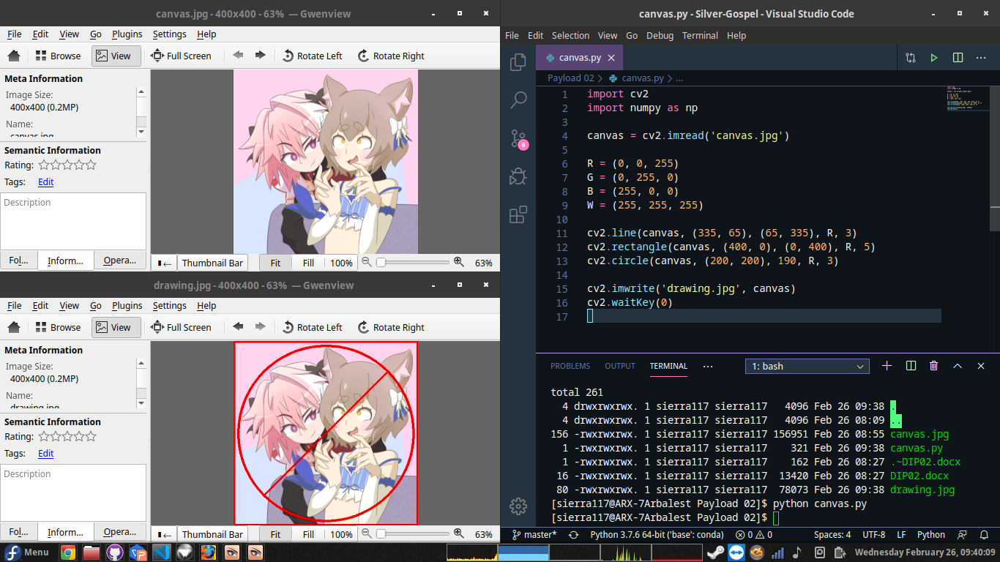 canvas.jpg - 400x400 - 63% — Gwenview
File Edit View Go Plugins Settings Help
Browse View Full Screen Rotate Left Rotate Right
Meta Information
Image Size:
400x400 (0.2MP)
Name:
canvas.jpg
Semantic Information
Rating:
Tags: Edit
Description
Fol... Inform... Opera...
Thumbnail Bar Fit Fill 100% 63%
drawing.jpg - 400x400 - 63% — Gwenview
File Edit View Go Plugins Settings Help
Browse View Full Screen Rotate Left Rotate Right
Meta Information
Image Size:
400x400 (0.2MP)
Name:
drawing.jpg
Semantic Information
Rating:
Tags: Edit
Description
Fol... Inform... Opera...
Thumbnail Bar Fit Fill 100% 63%
canvas.py - Silver-Gospel - Visual Studio Code
File Edit Selection View Go Debug Terminal Help
canvas.py
Payload 02 > canvas.py > ...
6
1 import cv2
2 import numpy as np
3
4 canvas = cv2.imread('canvas.jpg')
5
6 R = (0, 0, 255)
7 G = (0, 255, 0)
8 B = (255, 0, 0)
9 W = (255, 255, 255)
10
11 cv2.line(canvas, (335, 65), (65, 335), R, 3)
12 cv2.rectangle(canvas, (400, 0), (0, 400), R, 5)
13 cv2.circle(canvas, (200, 200), 190, R, 3)
14
15 cv2.imwrite('drawing.jpg', canvas)
16 cv2.waitKey(0)
17
PROBLEMS OUTPUT TERMINAL ... 1: bash
total 261
4 drwxrwxrwx. 1 sierra117 sierra117 4096 Feb 26 09:38 .
4 drwxrwxrwx. 1 sierra117 sierra117 4096 Feb 26 08:09 ..
156 -rwxrwxrwx. 1 sierra117 sierra117 156951 Feb 26 08:55 canvas.jpg
1 -rwxrwxrwx. 1 sierra117 sierra117 321 Feb 26 09:38 canvas.py
1 -rwxrwxrwx. 1 sierra117 sierra117 162 Feb 26 08:27 .~DIP02.docx
16 -rwxrwxrwx. 1 sierra117 sierra117 13420 Feb 26 08:27 DIP02.docx
80 -rwxrwxrwx. 1 sierra117 sierra117 78073 Feb 26 09:38 drawing.jpg
[sierra117@ARX-7Arbalest Payload 02]$ python canvas.py
[sierra117@ARX-7Arbalest Payload 02]$
master* Python 3.7.6 64-bit ('base': conda) 0 0 Spaces: 4 UTF-8 LF Python
Menu Wednesday February 26, 09:40:09